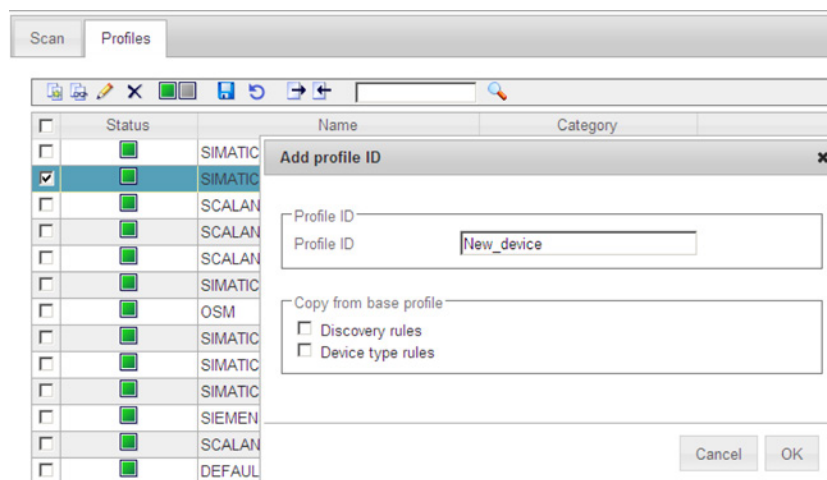 Scan Profiles
Status Name Category
SIMATIC
SIMATIC
SCALAN
SCALAN
SCALAN
SIMATIC
OSM
SIMATIC
SIMATIC
SIMATIC
SIEMEN
SCALAN
DEFAUL
Add profile ID
Profile ID
Profile ID New_device
Copy from base profile
Discovery rules
Device type rules
Cancel OK